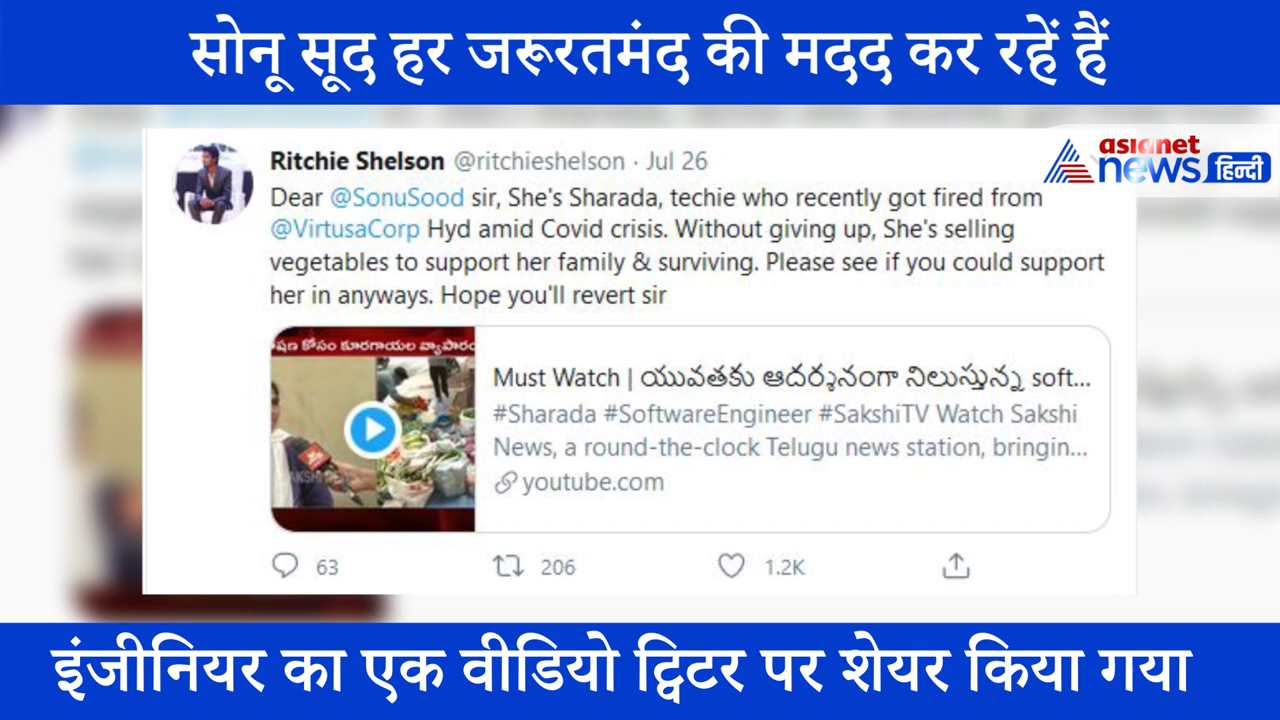 सोनू सूद हर जरूरतमंद की मदद कर रहें हैं
asianet
news हिन्दी
Ritchie Shelson @ritchieshelson · Jul 26
Dear @SonuSood sir, She's Sharada, techie who recently got fired from
@VirtusaCorp Hyd amid Covid crisis. Without giving up, She's selling
vegetables to support her family & surviving. Please see if you could support
her in anyways. Hope you'll revert sir
షణ కోసం కూరగాయల వ్యాపారం
Must Watch | యువతకు ఆదర్శనంగా నిలుస్తున్న soft...
#Sharada #SoftwareEngineer #SakshiTV Watch Sakshi
News, a round-the-clock Telugu news station, bringin...
youtube.com
63 206 1.2K
इंजीनियर का एक वीडियो ट्विटर पर शेयर किया गया